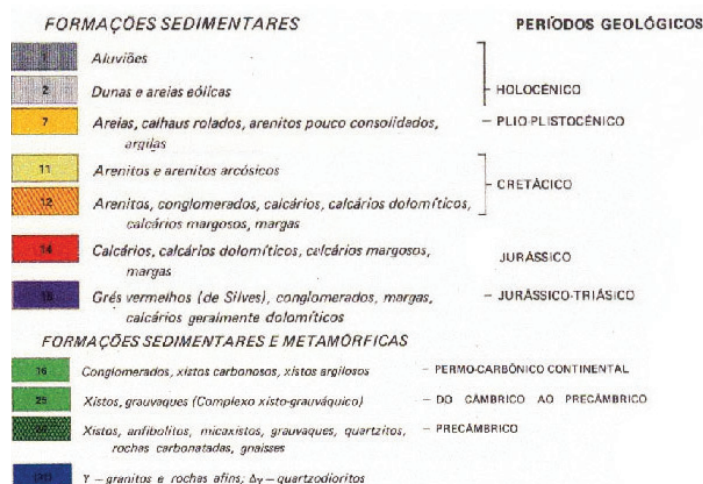 FORMAÇÕES SEDIMENTARES PERÍODOS GEOLÓGICOS
1 Aluviões
2 Dunas e areias eólicas
HOLOCÉNICO
7 Areias, calhaus rolados, arenitos pouco consolidados, argilas — PLIO-PLISTOCÉNICO
11 Arenitos e arenitos arcósicos
CRETÁCICO
12 Arenitos, conglomerados, calcários, calcários dolomíticos,
calcários margosos, margas
14 Calcários, calcários dolomíticos, calcários margosos,
margas
JURÁSSICO
Grés vermelhos (de Silves), conglomerados, margas, — JURÁSSICO-TRIÁSICO
calcários geralmente dolomíticos
FORMAÇÕES SEDIMENTARES E METAMÓRFICAS
16 Conglomerados, xistos carbonosos, xistos argilosos — PERMO-CARBÓNICO CONTINENTAL
25 Xistos, grauvaques (Complexo xisto-grauváquico) — DO CÂMBRICO AO PRECÂMBRICO
Xistos, anfibolitos, micaxistos, grauvaques, quartzitos, — PRECÂMBRICO
rochas carbonatadas, gnaisses
γ — granitos e rochas afins; Δγ — quartzodioritos